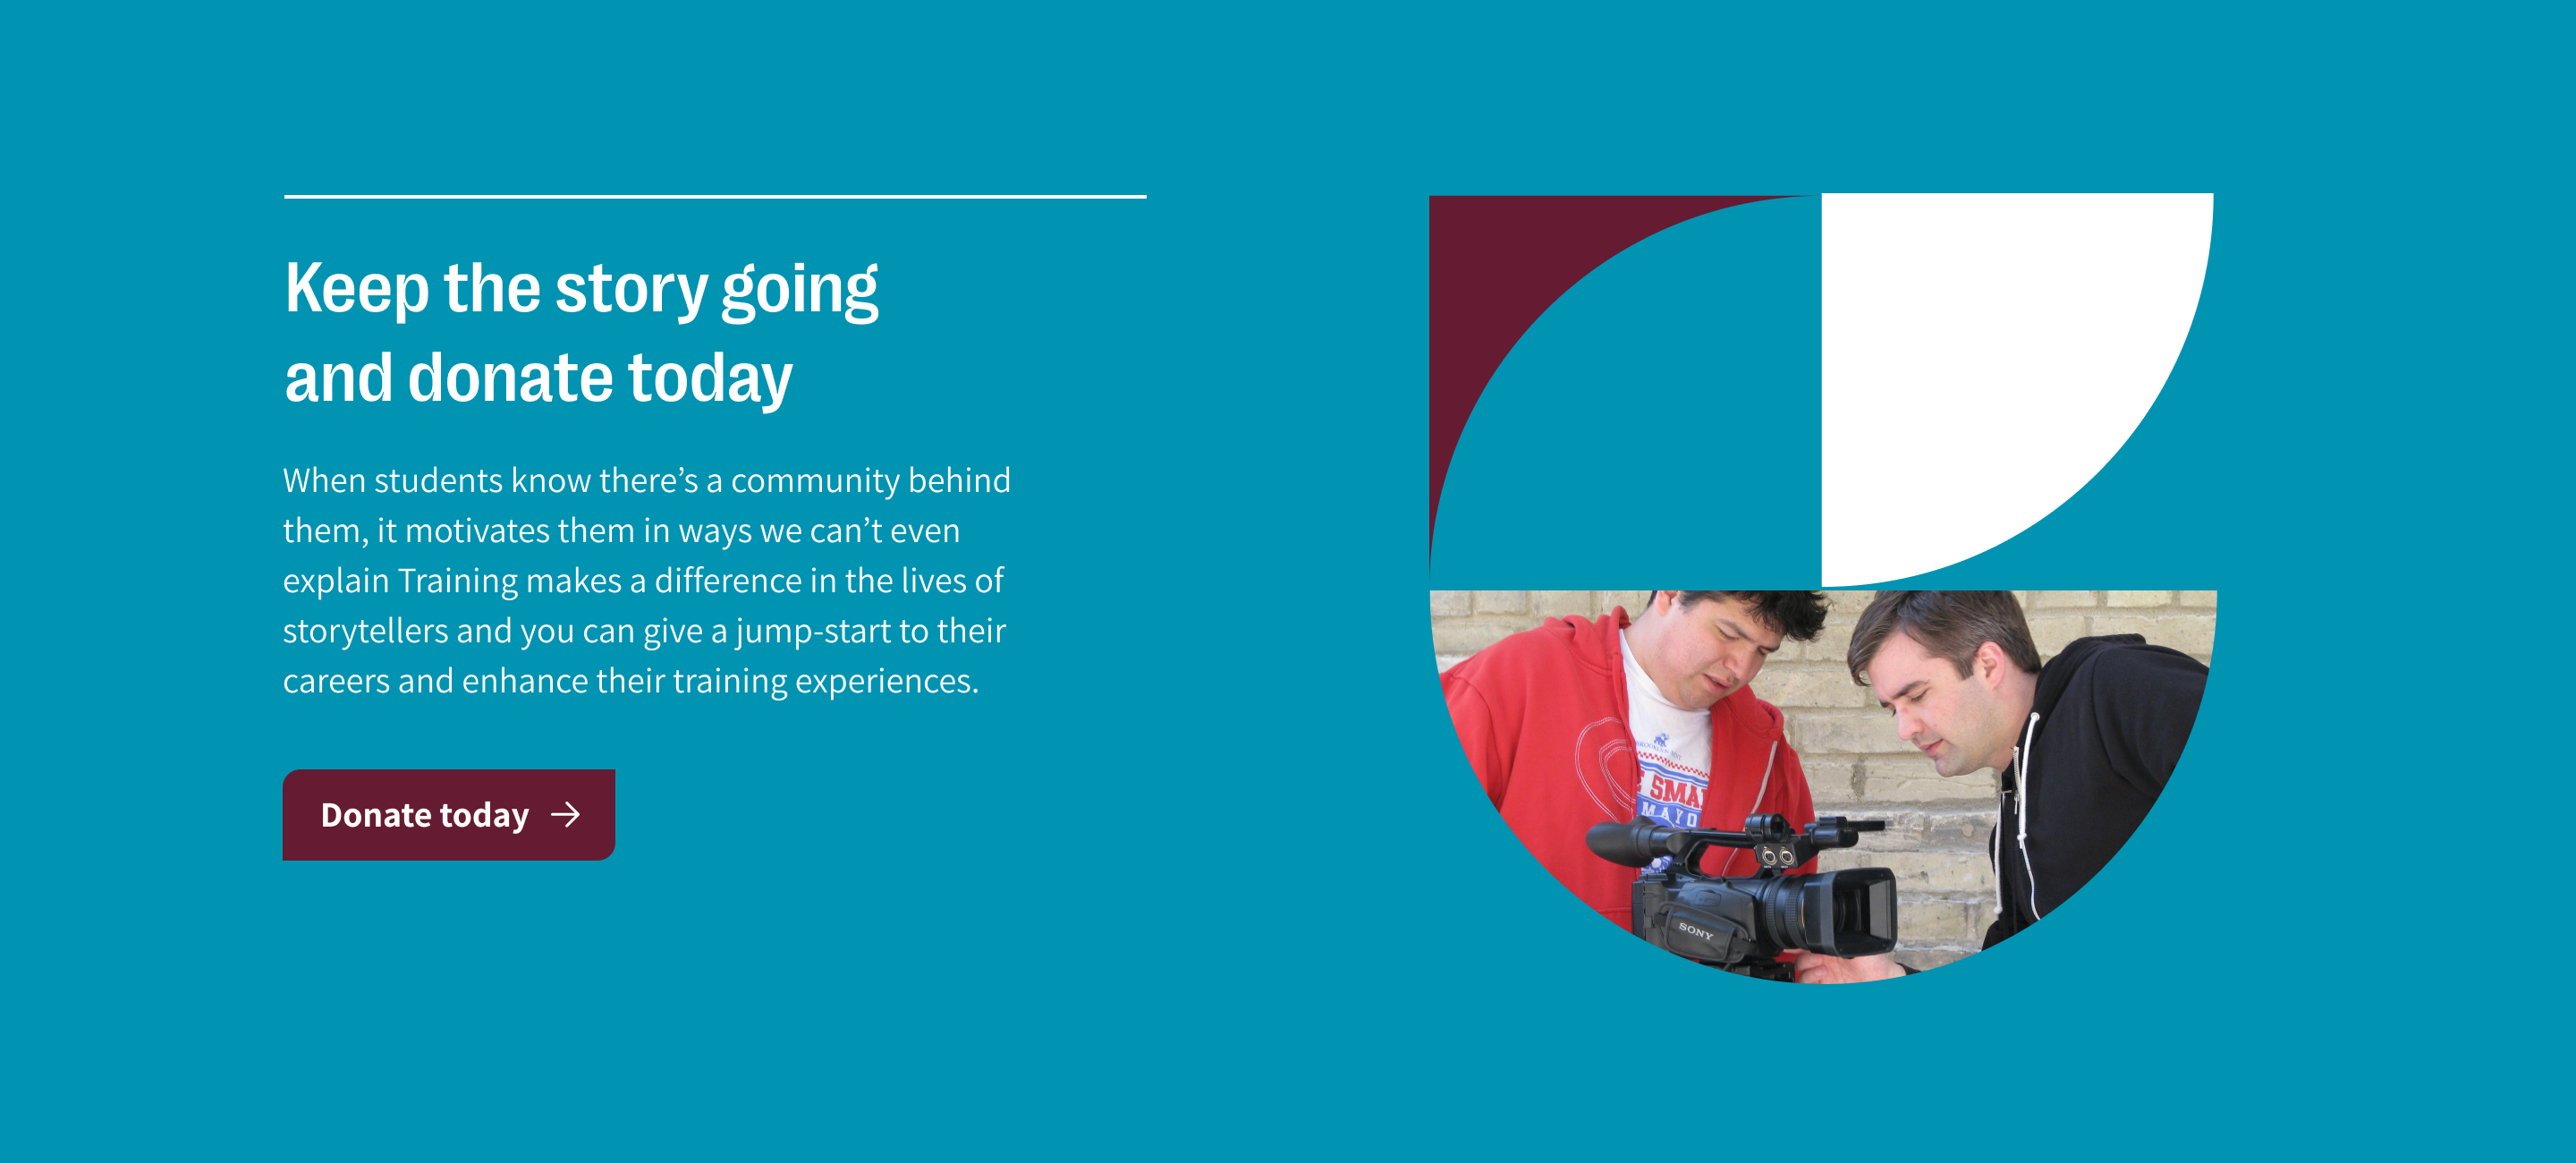 Keep the story going
and donate today
When students know there’s a community behind
them, it motivates them in ways we can’t even
explain Training makes a difference in the lives of
storytellers and you can give a jump-start to their
careers and enhance their training experiences.
Donate today
SMA
MAYO
SONY